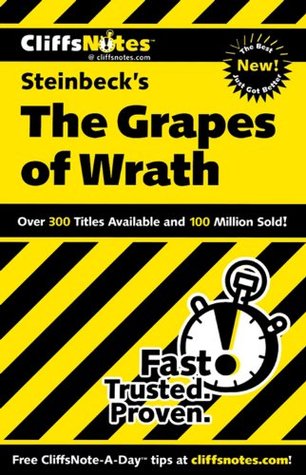 CliffsNotes™
@ cliffsnotes.com
The Best
New!
Just Got Better
Steinbeck's
The Grapes
of Wrath
Over 300 Titles Available and 100 Million Sold!
Fast.
Trusted.
Proven.
Free CliffsNote-A-Day™ tips at cliffsnotes.com!